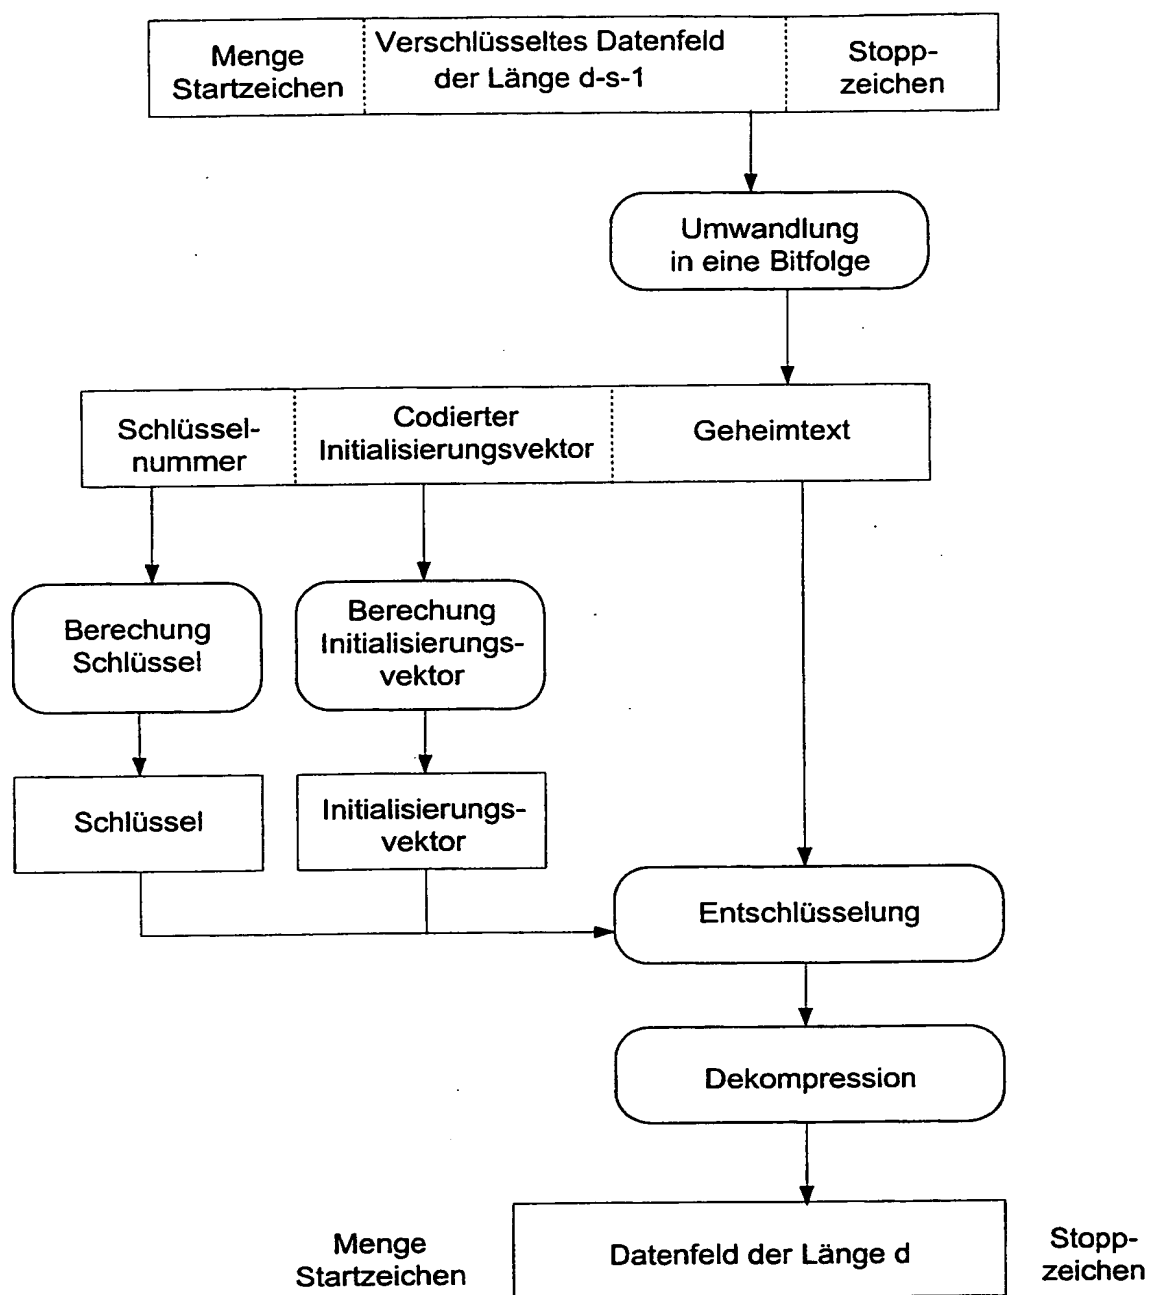 Menge
Startzeichen
Verschlüsseltes Datenfeld
der Länge d-s-1
Stopp-
zeichen
Umwandlung
in eine Bitfolge
Schlüssel-
nummer
Codierter
Initialisierungsvektor
Geheimtext
Berechung
Schlüssel
Berechung
Initialisierungs-
vektor
Schlüssel
Initialisierungs-
vektor
Entschlüsselung
Dekompression
Menge
Startzeichen
Datenfeld der Länge d
Stopp-
zeichen